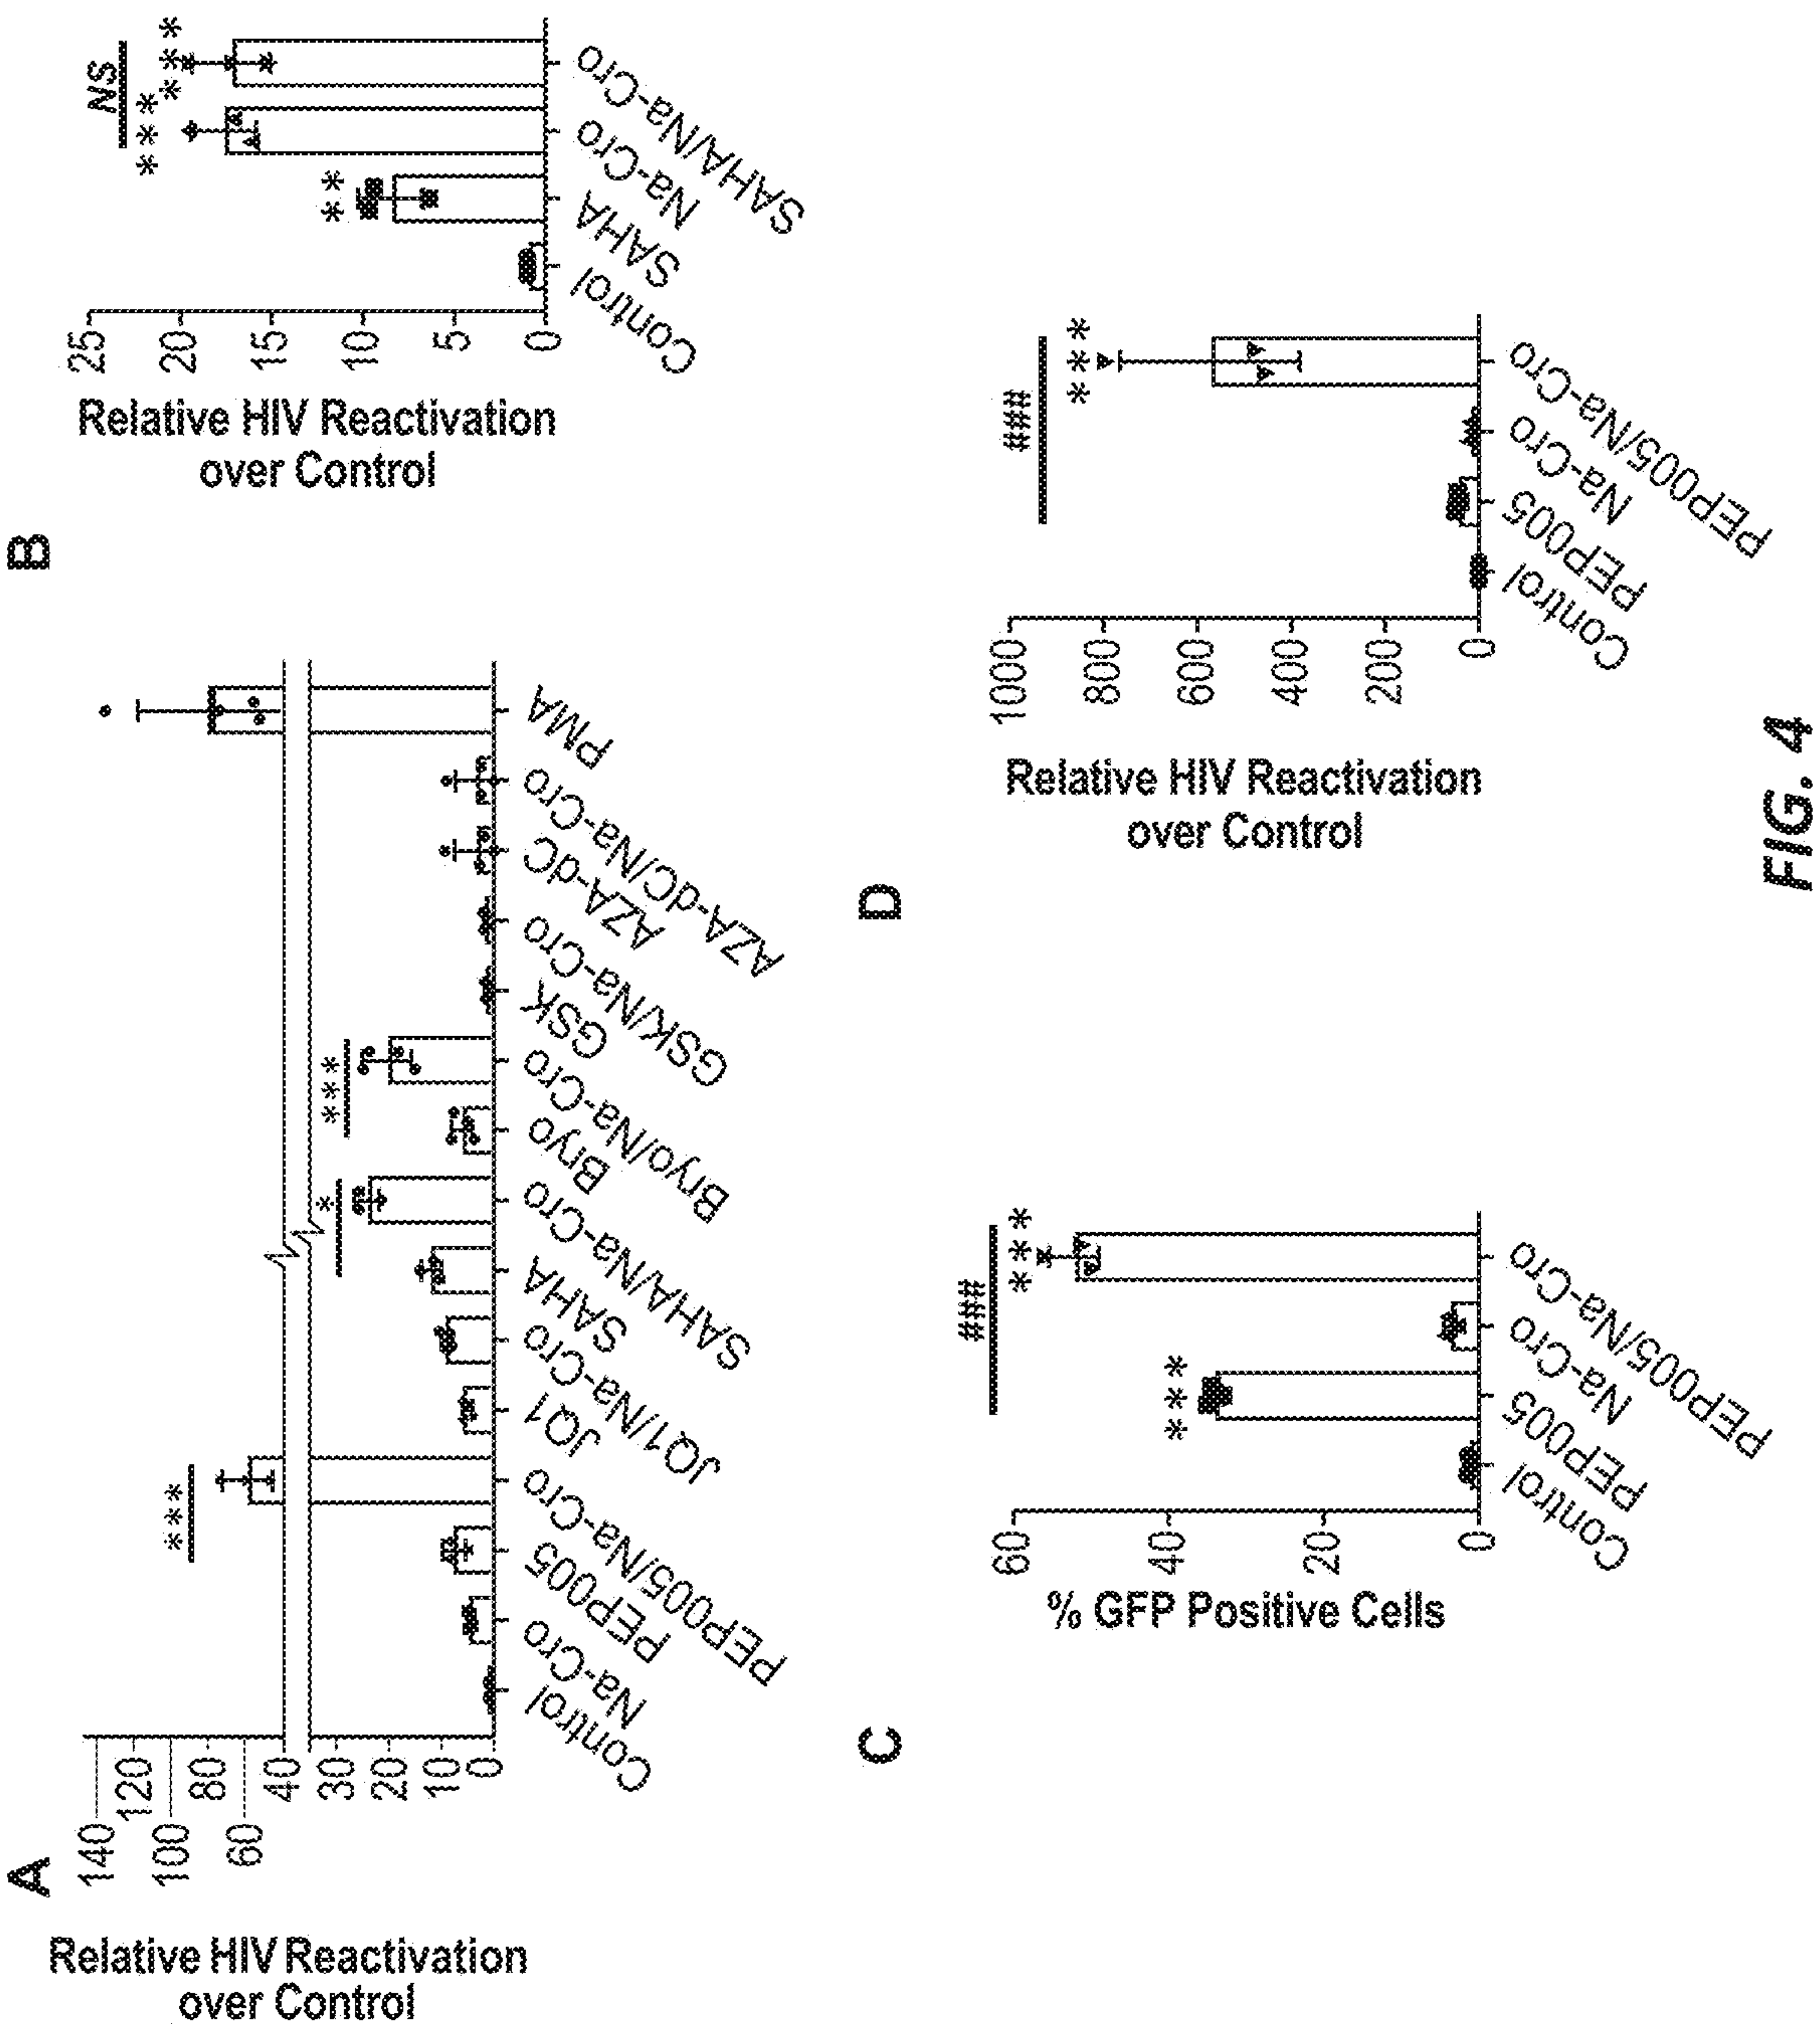 A
Relative HIV Reactivation
over Control
140
120
100
80
60
40
30
20
10
0
****
*
***
Control
Na-Cro
PEP005
PEP005/Na-Cro
JQ1
JQ1/Na-Cro
SAHA
SAHA/Na-Cro
Bryo
Bryo/Na-Cro
GSK
GSK/Na-Cro
AZA-dC
AZA-dC/Na-Cro
PMA
B
Relative HIV Reactivation
over Control
25
20
15
10
5
0
NS
**
***
***
Control
SAHA
Na-Cro
SAHA/Na-Cro
C
% GFP Positive Cells
60
40
20
0
###
***
***
Control
PEP005
Na-Cro
PEP005/Na-Cro
D
Relative HIV Reactivation
over Control
1000
800
600
400
200
0
###
***
Control
PEP005
Na-Cro
PEP005/Na-Cro
FIG. 4